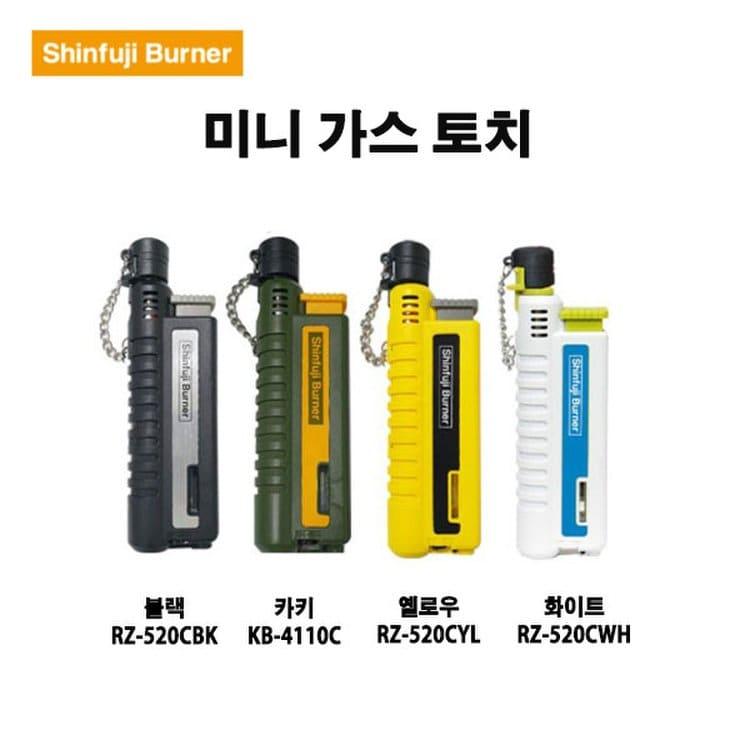 Shinfuji Burner
미니 가스 토치
Shinfuji Burner
Shinfuji Burner
Shinfuji Burner
Shinfuji Burner
블랙
RZ-520CBK
카키
KB-4110C
옐로우
RZ-520CYL
화이트
RZ-520CWH